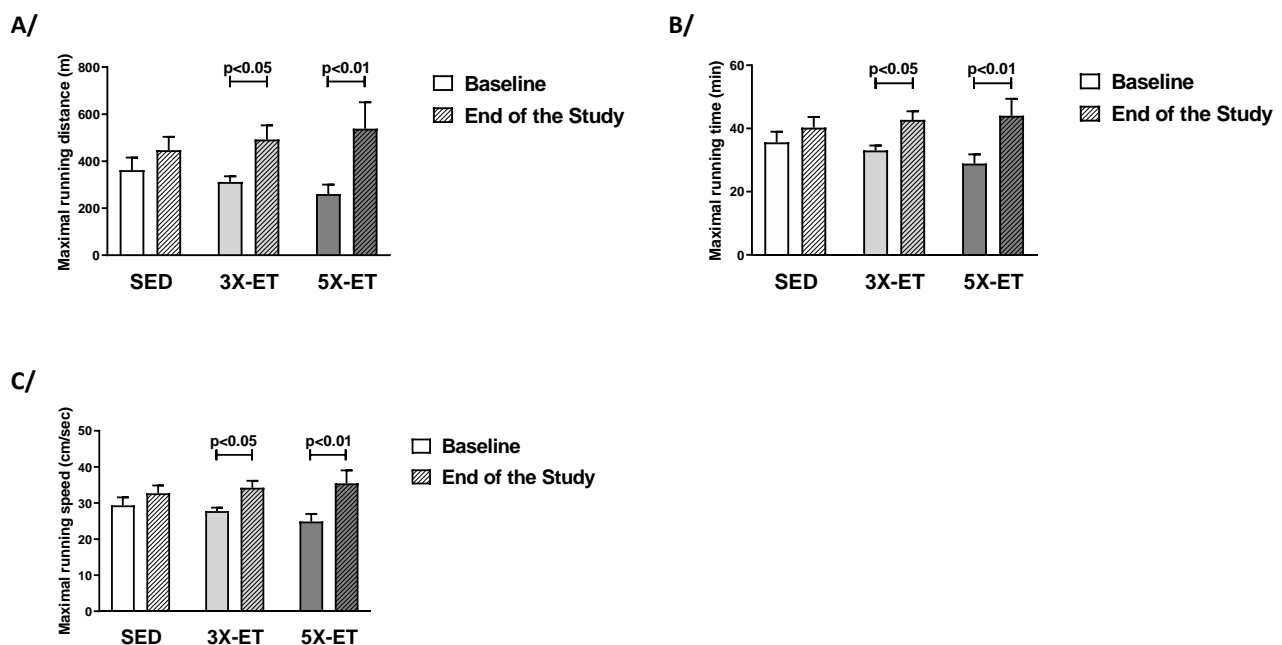 A/
Maximal running distance (m)
800
600
400
200
0
p<0.05
p<0.01
SED
3X-ET
5X-ET
Baseline
End of the Study
B/
Maximal running time (min)
60
40
20
0
p<0.05
p<0.01
SED
3X-ET
5X-ET
Baseline
End of the Study
C/
Maximal running speed (cm/sec)
50
40
30
20
10
0
p<0.05
p<0.01
SED
3X-ET
5X-ET
Baseline
End of the Study